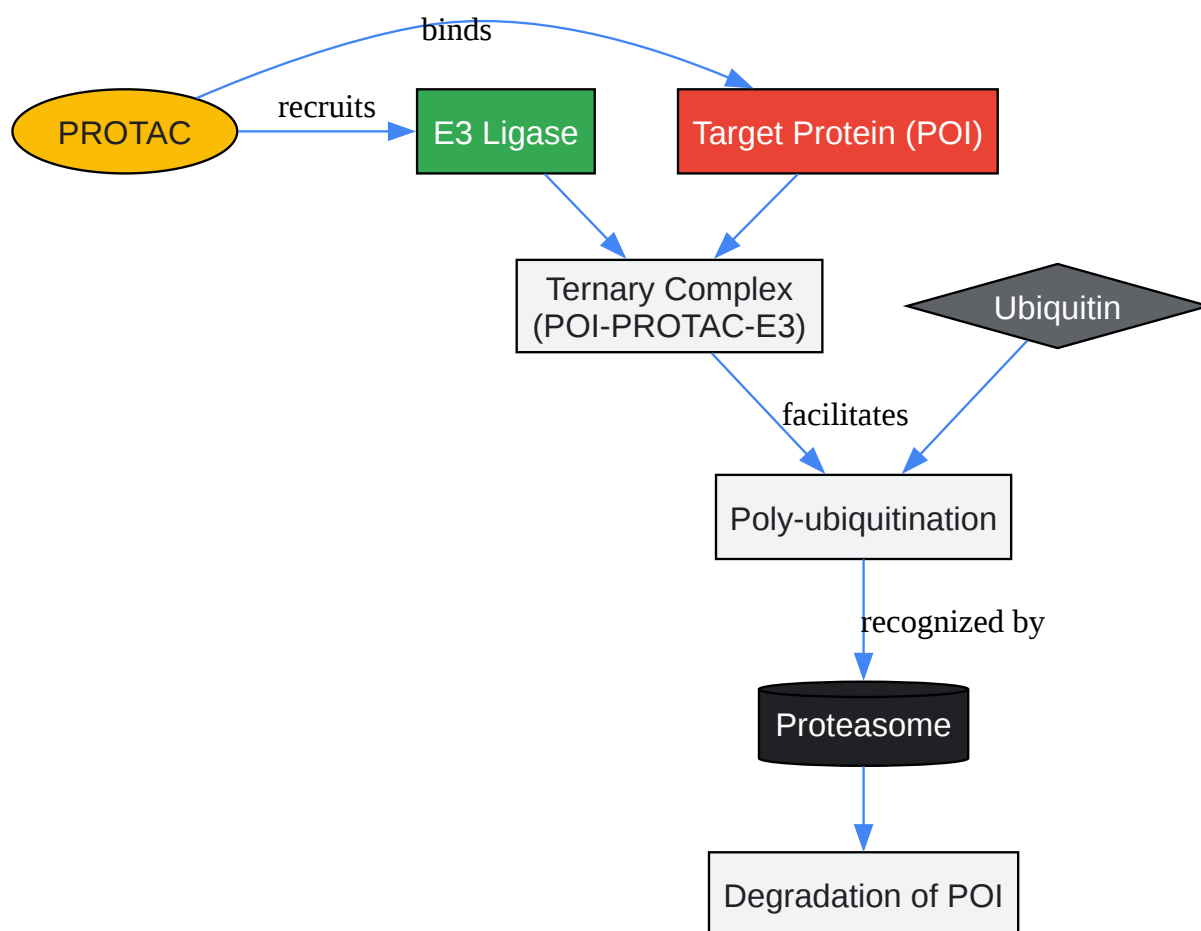 binds
PROTAC
recruits
E3 Ligase
Target Protein (POI)
Ternary Complex
(POI-PROTAC-E3)
Ubiquitin
facilitates
Poly-ubiquitination
recognized by
Proteasome
Degradation of POI